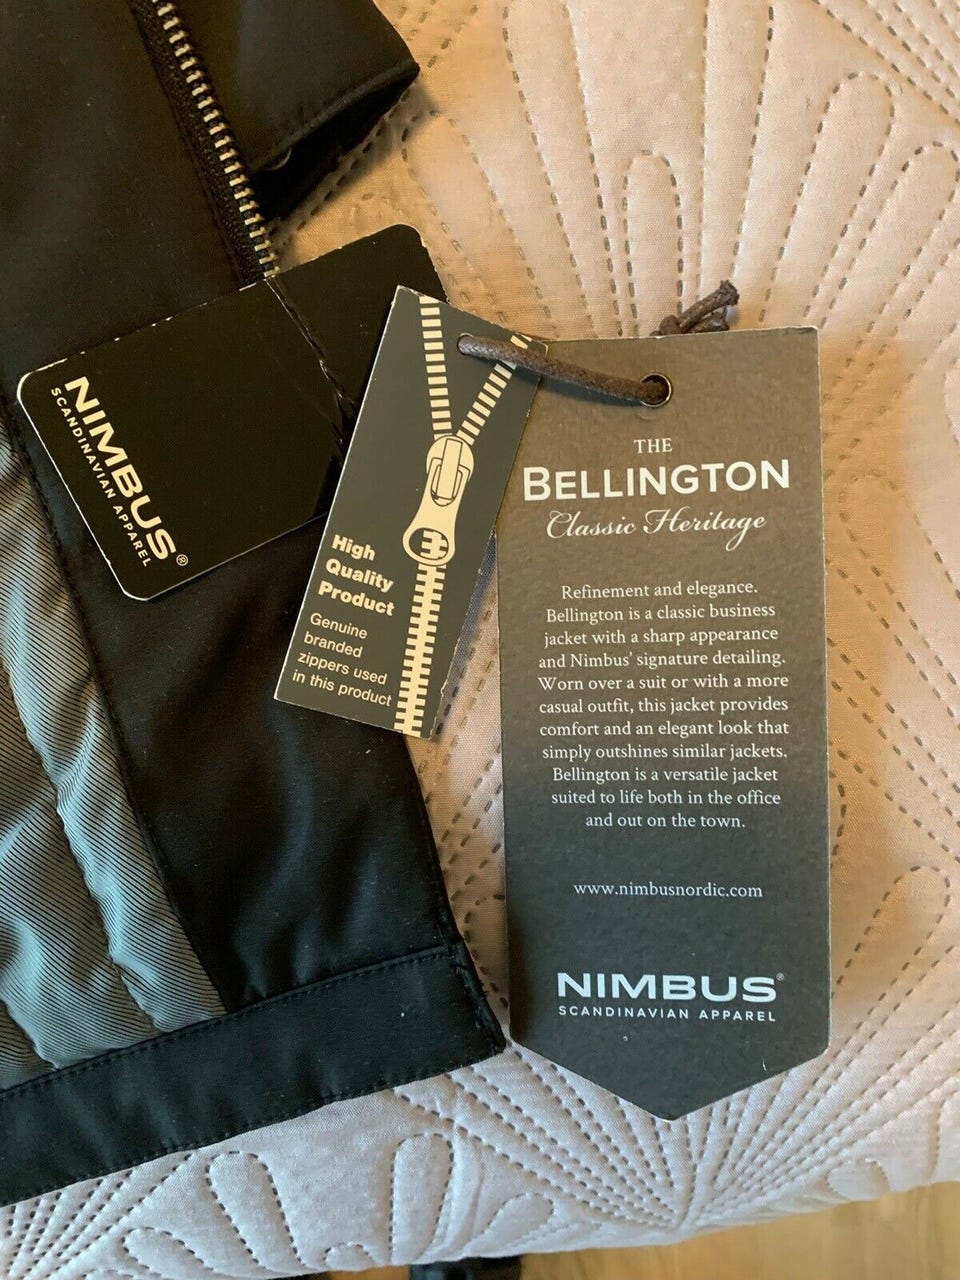 NIMBUS®
SCANDINAVIAN APPAREL
High
Quality
Product
Genuine
branded
zippers used
in this product
THE
BELLINGTON
Classic Heritage
Refinement and elegance.
Bellington is a classic business
jacket with a sharp appearance
and Nimbus' signature detailing.
Worn over a suit or with a more
casual outfit, this jacket provides
comfort and an elegant look that
simply outshines similar jackets.
Bellington is a versatile jacket
suited to life both in the office
and out on the town.
www.nimbusnordic.com
NIMBUS®
SCANDINAVIAN APPAREL